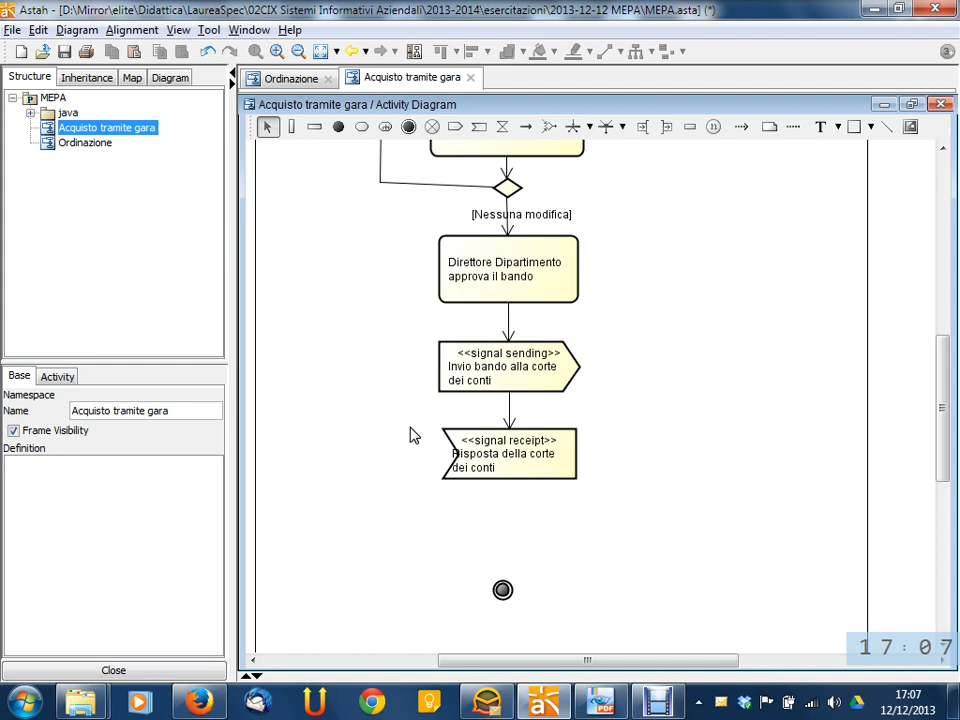 Astah - [D:\Mirror\elite\Didattica\LaureaSpec\02CIX Sistemi Informativi Aziendali\2013-2014\esercitazioni\2013-12-12 MEPA\MEPA.asta] (*)
File Edit Diagram Alignment View Tool Window Help
Structure Inheritance Map Diagram
MEPA
java
Acquisto tramite gara
Ordinazione
Base Activity
Namespace
Name Acquisto tramite gara
Frame Visibility
Definition
Close
Ordinazione Acquisto tramite gara
Acquisto tramite gara / Activity Diagram
[Nessuna modifica]
Direttore Dipartimento
approva il bando
<<signal sending>>
Invio bando alla corte
dei conti
<<signal receipt>>
Risposta della corte
dei conti
17:07
17:07
12/12/2013